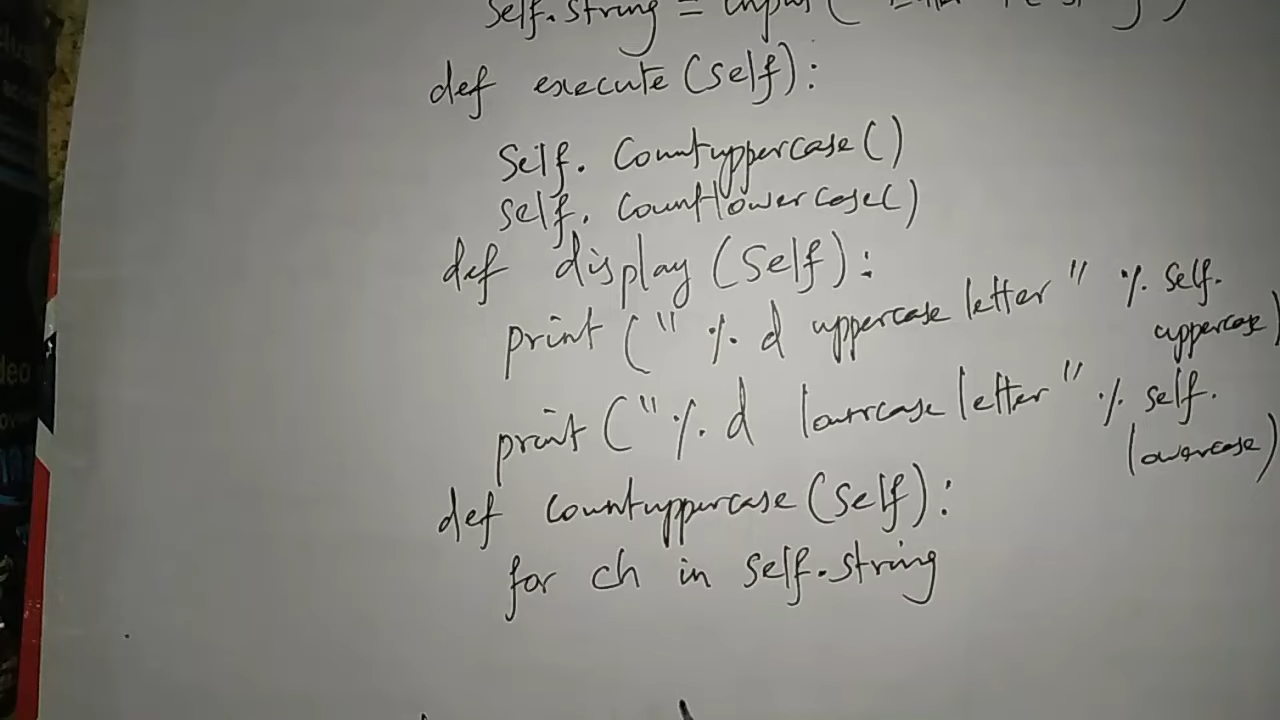 self.string = input("Enter
def execute(self):
self. Countuppercase()
self. Countlowercase()
def display(self):
print("%d uppercase letter" % self.
uppercase)
print("%d lowercase letter" % self.
lowercase)
def countuppercase(self):
for ch in self.string